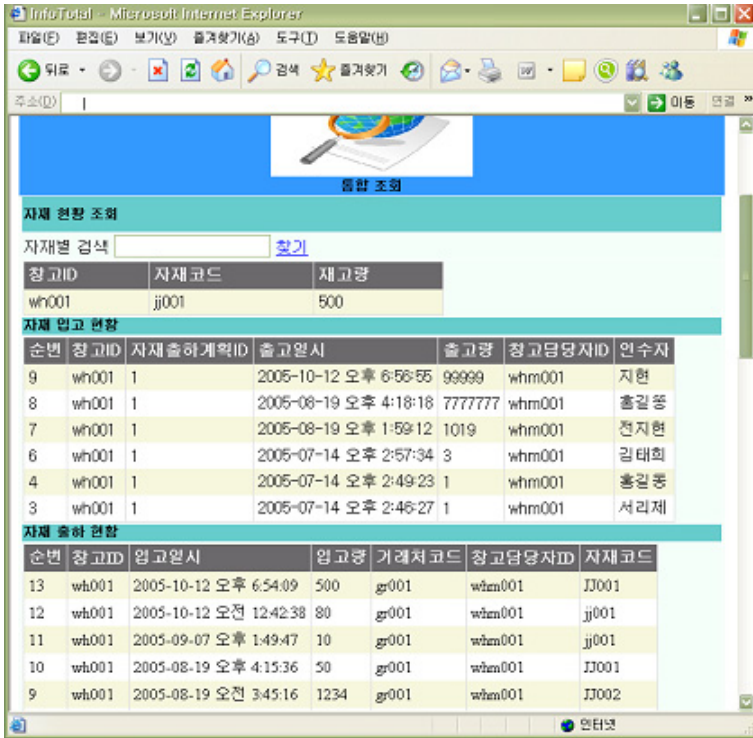 InfoTotal - Microsoft Internet Explorer
파일(F) 편집(E) 보기(V) 즐겨찾기(A) 도구(T) 도움말(H)
뒤로 검색 즐겨찾기
주소(D) 이동 연결 »
통합 조회
자재 현황 조회
자재별 검색 찾기
창고ID 자재코드 재고량
wh001 jj001 500
자재 입고 현황
순번 창고ID 자재출하계획ID 출고일시 출고량 창고담당자ID 인수자
9 wh001 1 2005-10-12 오후 6:56:55 99999 whm001 지현
8 wh001 1 2005-08-19 오후 4:18:18 7777777 whm001 홍길뚱
7 wh001 1 2005-08-19 오후 1:59:12 1019 whm001 전지현
6 wh001 1 2005-07-14 오후 2:57:34 3 whm001 김태희
4 wh001 1 2005-07-14 오후 2:49:23 1 whm001 홍길동
3 wh001 1 2005-07-14 오후 2:46:27 1 whm001 서리제
자재 출하 현황
순번 창고ID 입고일시 입고량 거래처코드 창고담당자ID 자재코드
13 wh001 2005-10-12 오후 6:54:09 500 gr001 whm001 JJ001
12 wh001 2005-10-12 오전 12:42:38 80 gr001 whm001 jj001
11 wh001 2005-09-07 오후 1:49:47 10 gr001 whm001 jj001
10 wh001 2005-08-19 오후 4:15:36 50 gr001 whm001 JJ001
9 wh001 2005-08-19 오전 3:45:16 1234 gr001 whm001 JJ002
인터넷